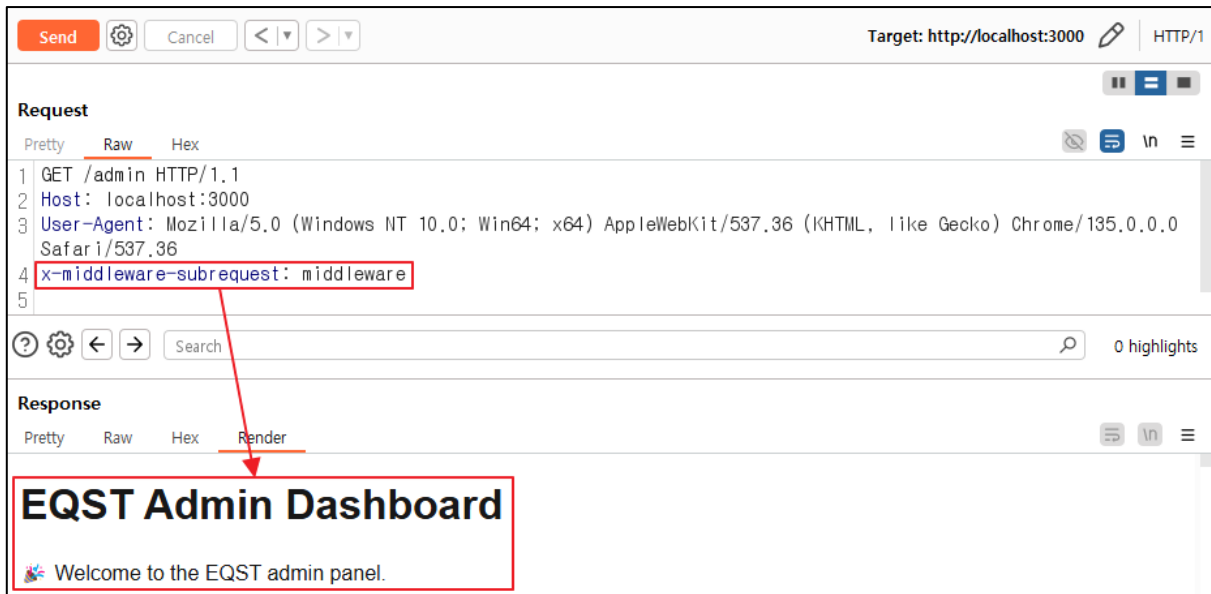 Send
Cancel
Target: http://localhost:3000
HTTP/1
Request
Pretty Raw Hex
\n
1 GET /admin HTTP/1.1
2 Host: localhost:3000
3 User-Agent: Mozilla/5.0 (Windows NT 10.0; Win64; x64) AppleWebKit/537.36 (KHTML, like Gecko) Chrome/135.0.0.0
Safari/537.36
4 x-middleware-subrequest: middleware
5
Search
0 highlights
Response
Pretty Raw Hex Render
\n
EQST Admin Dashboard
🎉 Welcome to the EQST admin panel.